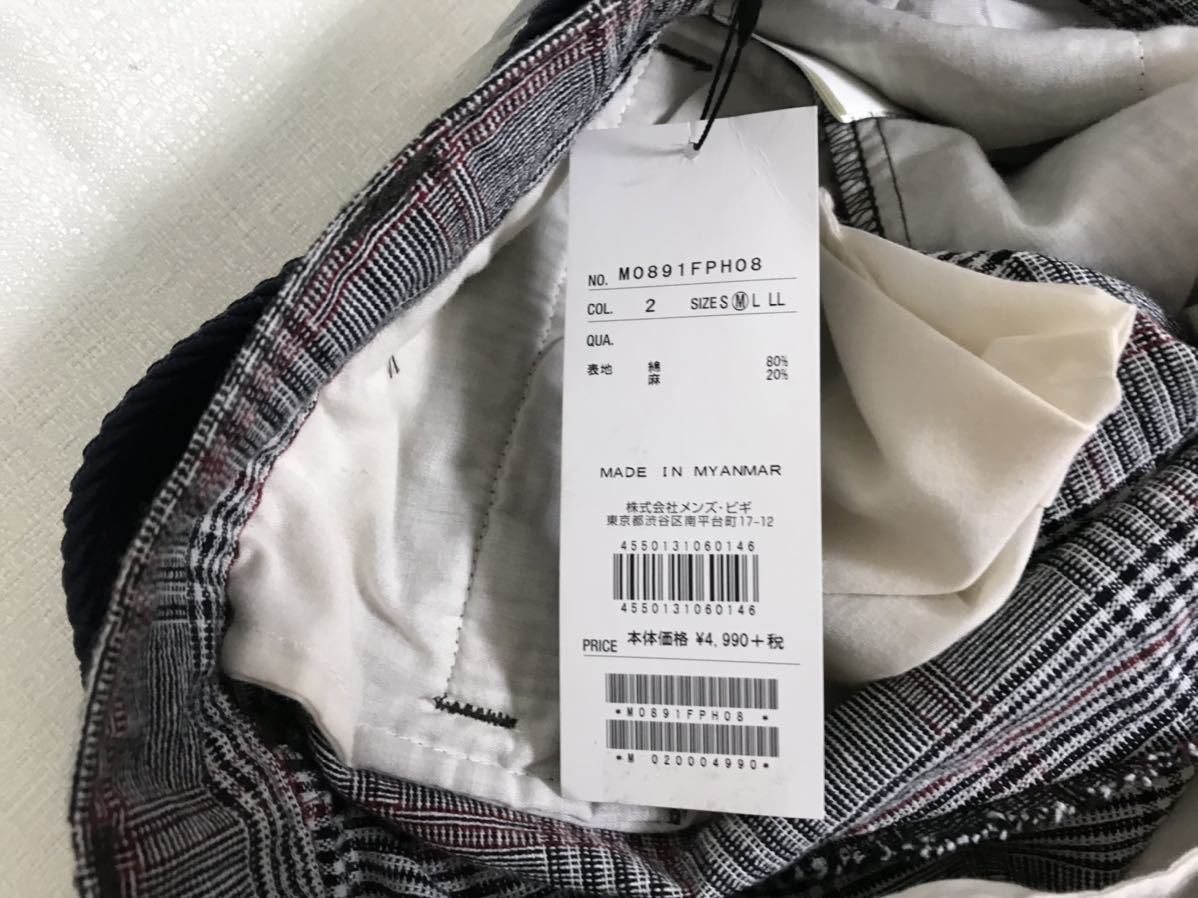 NO. M0891FPH08
COL. 2 SIZE S Ⓜ L LL
QUA.
表地 綿 80%
麻 20%
MADE IN MYANMAR
株式会社メンズ・ビギ
東京都渋谷区南平台町17-12
4550131060146
4550131060146
PRICE 本体価格 ¥4,990+税
*M0891FPH08 *
*M 020004990*